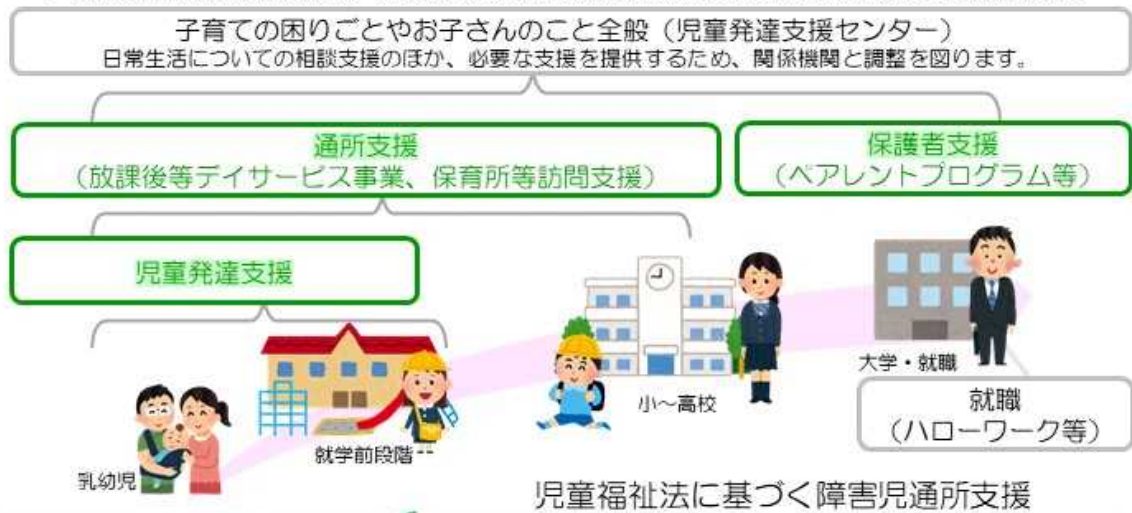 子育ての困りごとやお子さんのこと全般（児童発達支援センター）
日常生活についての相談支援のほか、必要な支援を提供するため、関係機関と調整を図ります。
通所支援
（放課後等デイサービス事業、保育所等訪問支援）
保護者支援
（ペアレントプログラム等）
児童発達支援
乳幼児
就学前段階
小～高校
大学・就職
就職
（ハローワーク等）
児童福祉法に基づく障害児通所支援